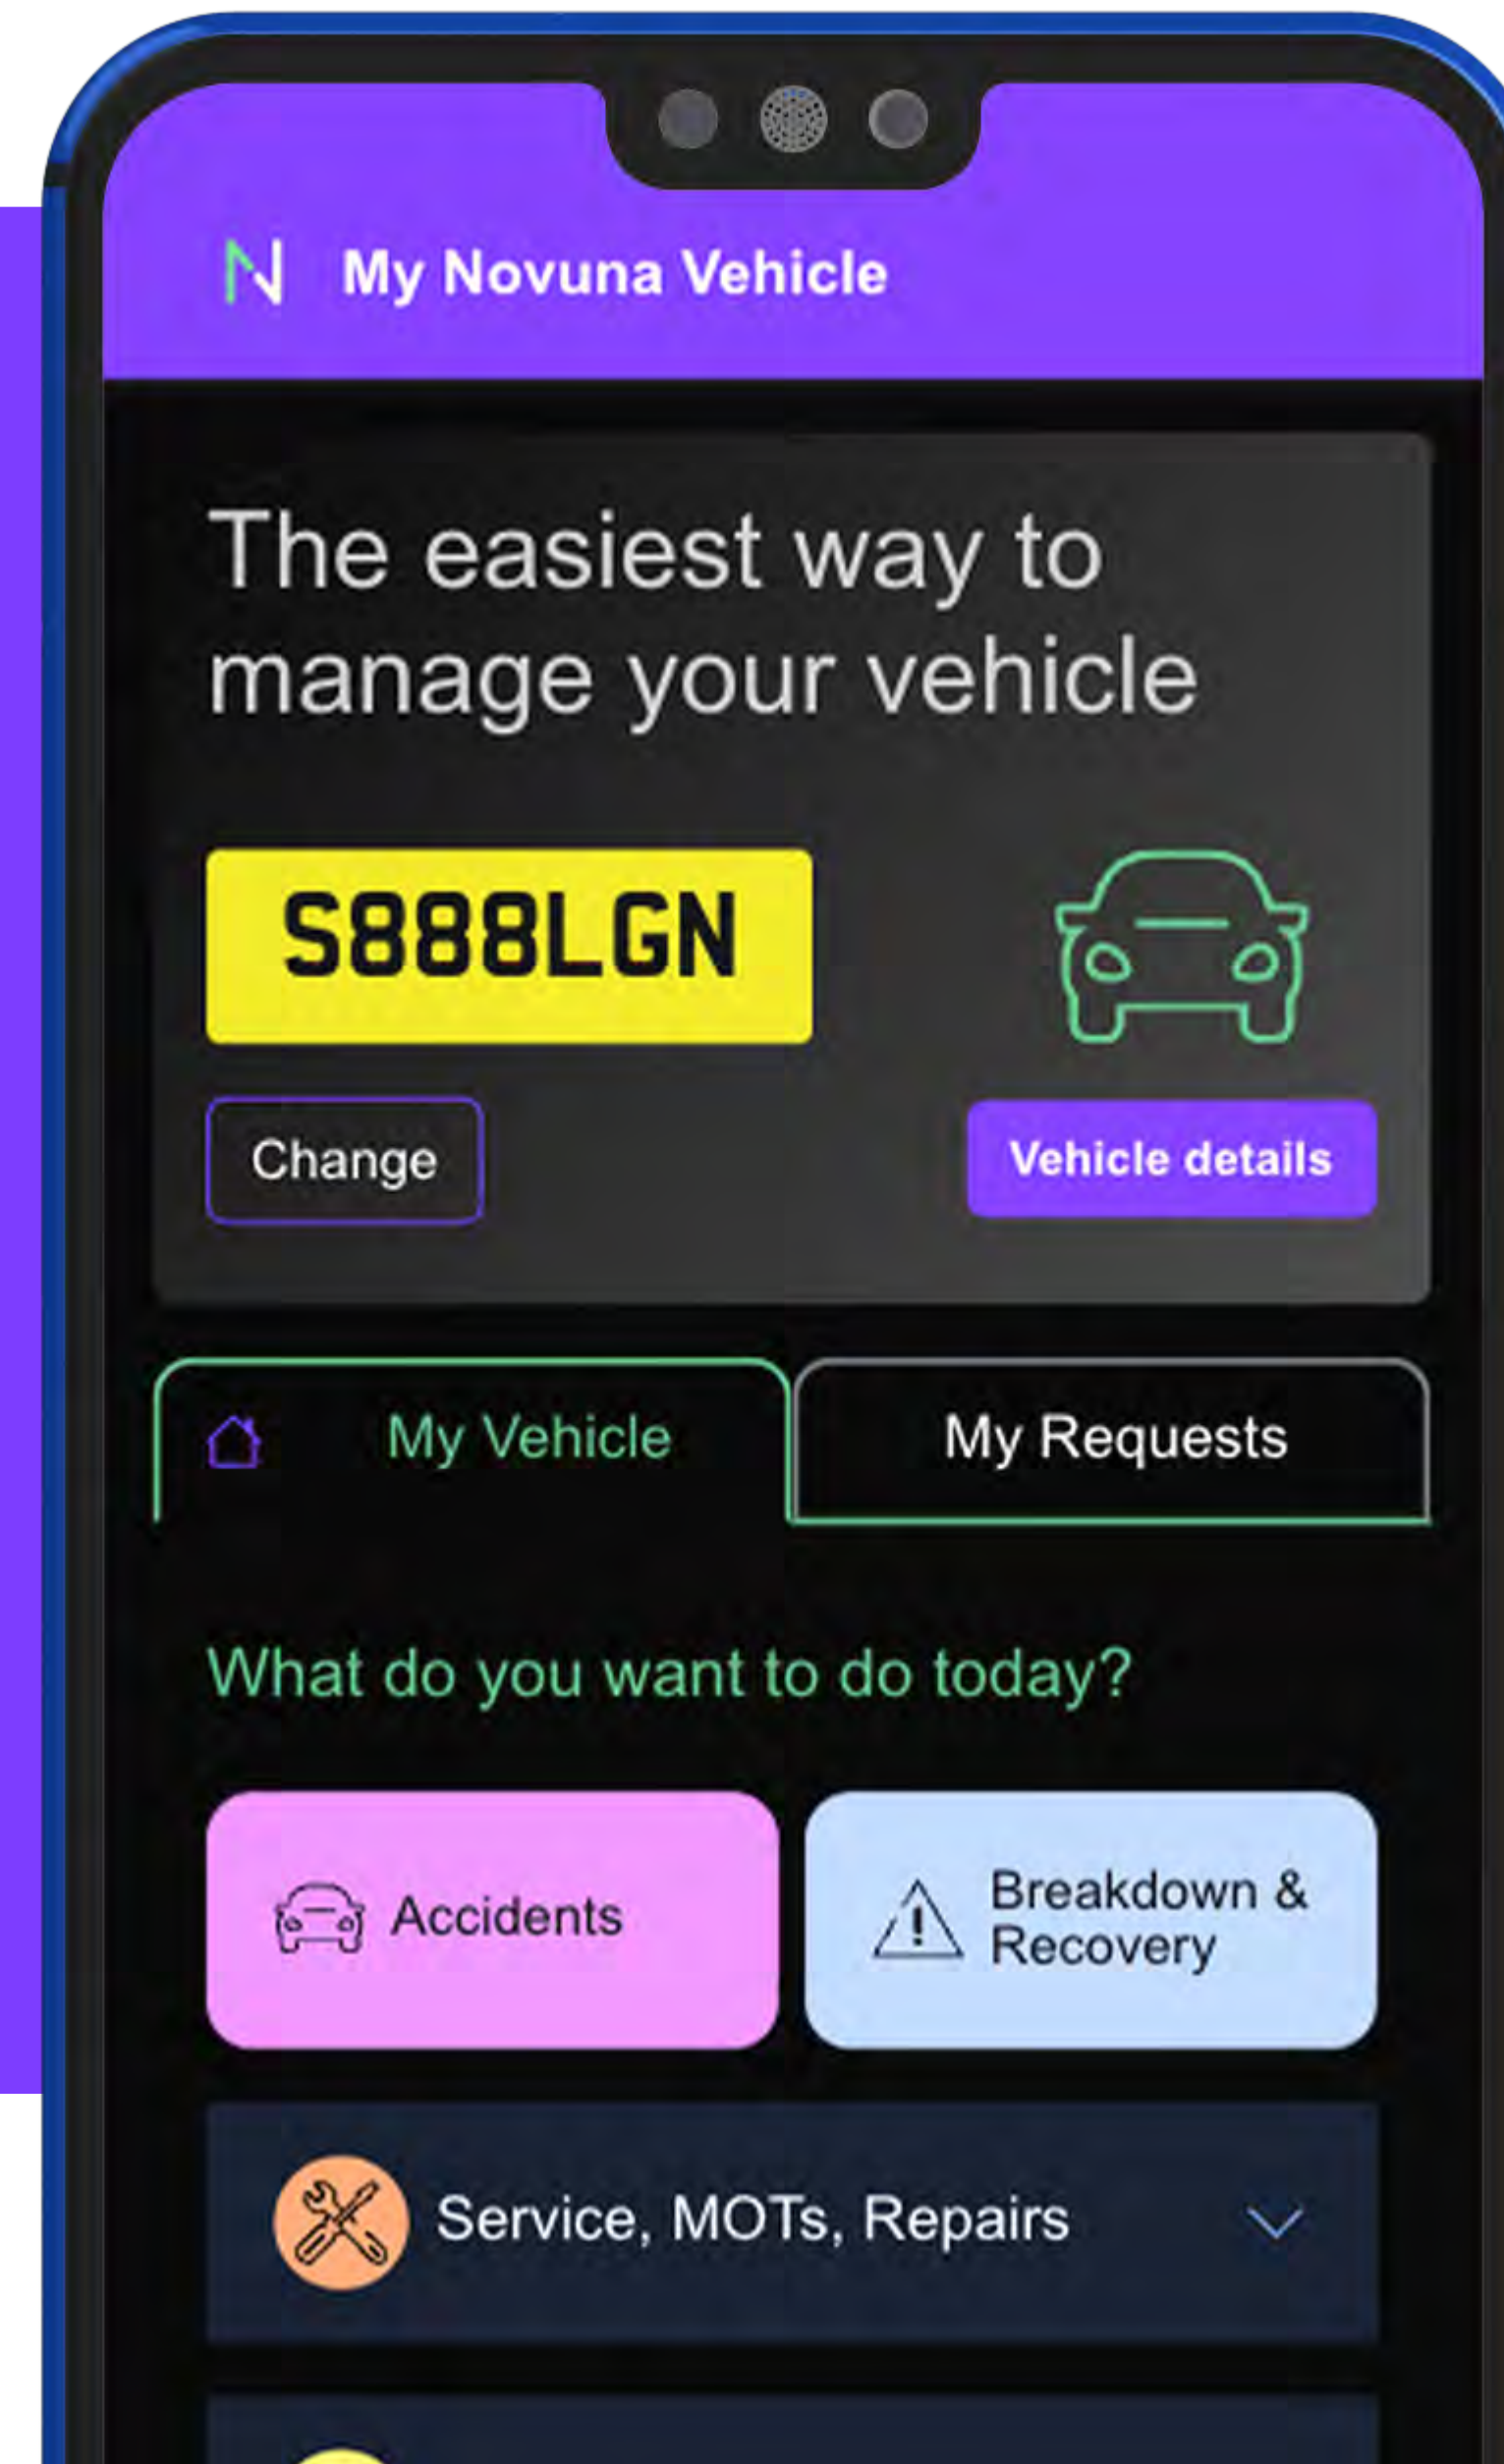 My Novuna Vehicle
The easiest way to
manage your vehicle
S888LGN
Change
Vehicle details
My Vehicle
My Requests
What do you want to do today?
Accidents
Breakdown &
Recovery
Service, MOTs, Repairs